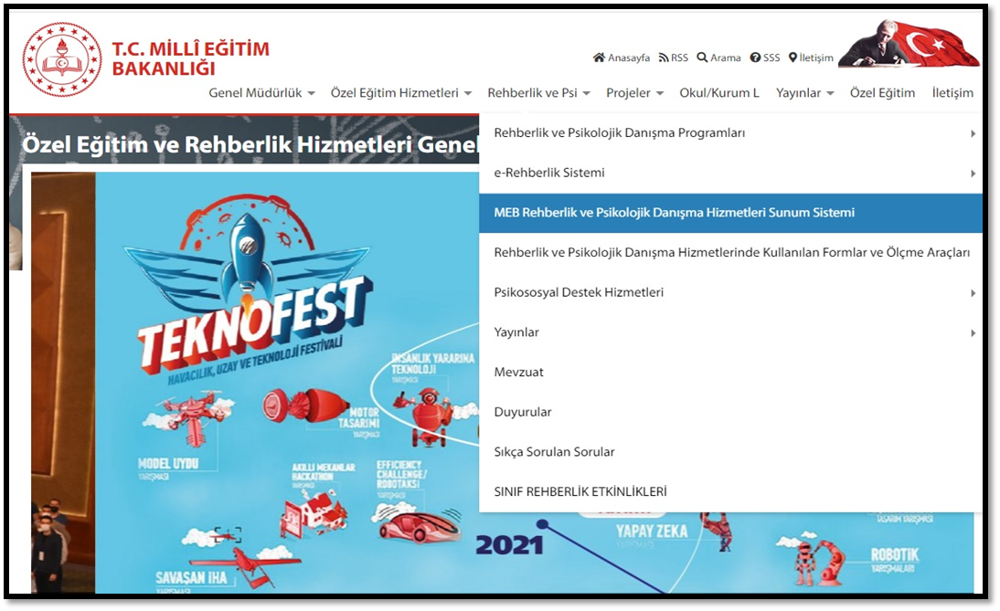 T.C. MİLLÎ EĞİTİM
BAKANLIĞI
Anasayfa RSS Arama SSS İletişim
Genel Müdürlük Özel Eğitim Hizmetleri Rehberlik ve Psi Projeler Okul/Kurum L Yayınlar Özel Eğitim İletişim
Özel Eğitim ve Rehberlik Hizmetleri Genel
Rehberlik ve Psikolojik Danışma Programları
e-Rehberlik Sistemi
MEB Rehberlik ve Psikolojik Danışma Hizmetleri Sunum Sistemi
Rehberlik ve Psikolojik Danışma Hizmetlerinde Kullanılan Formlar ve Ölçme Araçları
Psikososyal Destek Hizmetleri
Yayınlar
Mevzuat
Duyurular
Sıkça Sorulan Sorular
SINIF REHBERLİK ETKİNLİKLERİ
TEKNOFEST
HAVACILIK, UZAY VE TEKNOLOJİ FESTİVALİ
İNSANLIK YARARINA
TEKNOLOJİ
YARIŞMASI
MOTOR
TASARIMI
YARIŞMASI
MODEL UYDU
YARIŞMASI
AKILLI MEKANLAR
HACKATHON
YARIŞMASI
EFFICIENCY
CHALLENGE/
ROBOTAKSİ
2021
YAPAY ZEKA
YARIŞMASI
TASARIM YARIŞMASI
ROBOTİK
YARIŞMALARI
SAVAŞAN İHA
YARIŞMASI